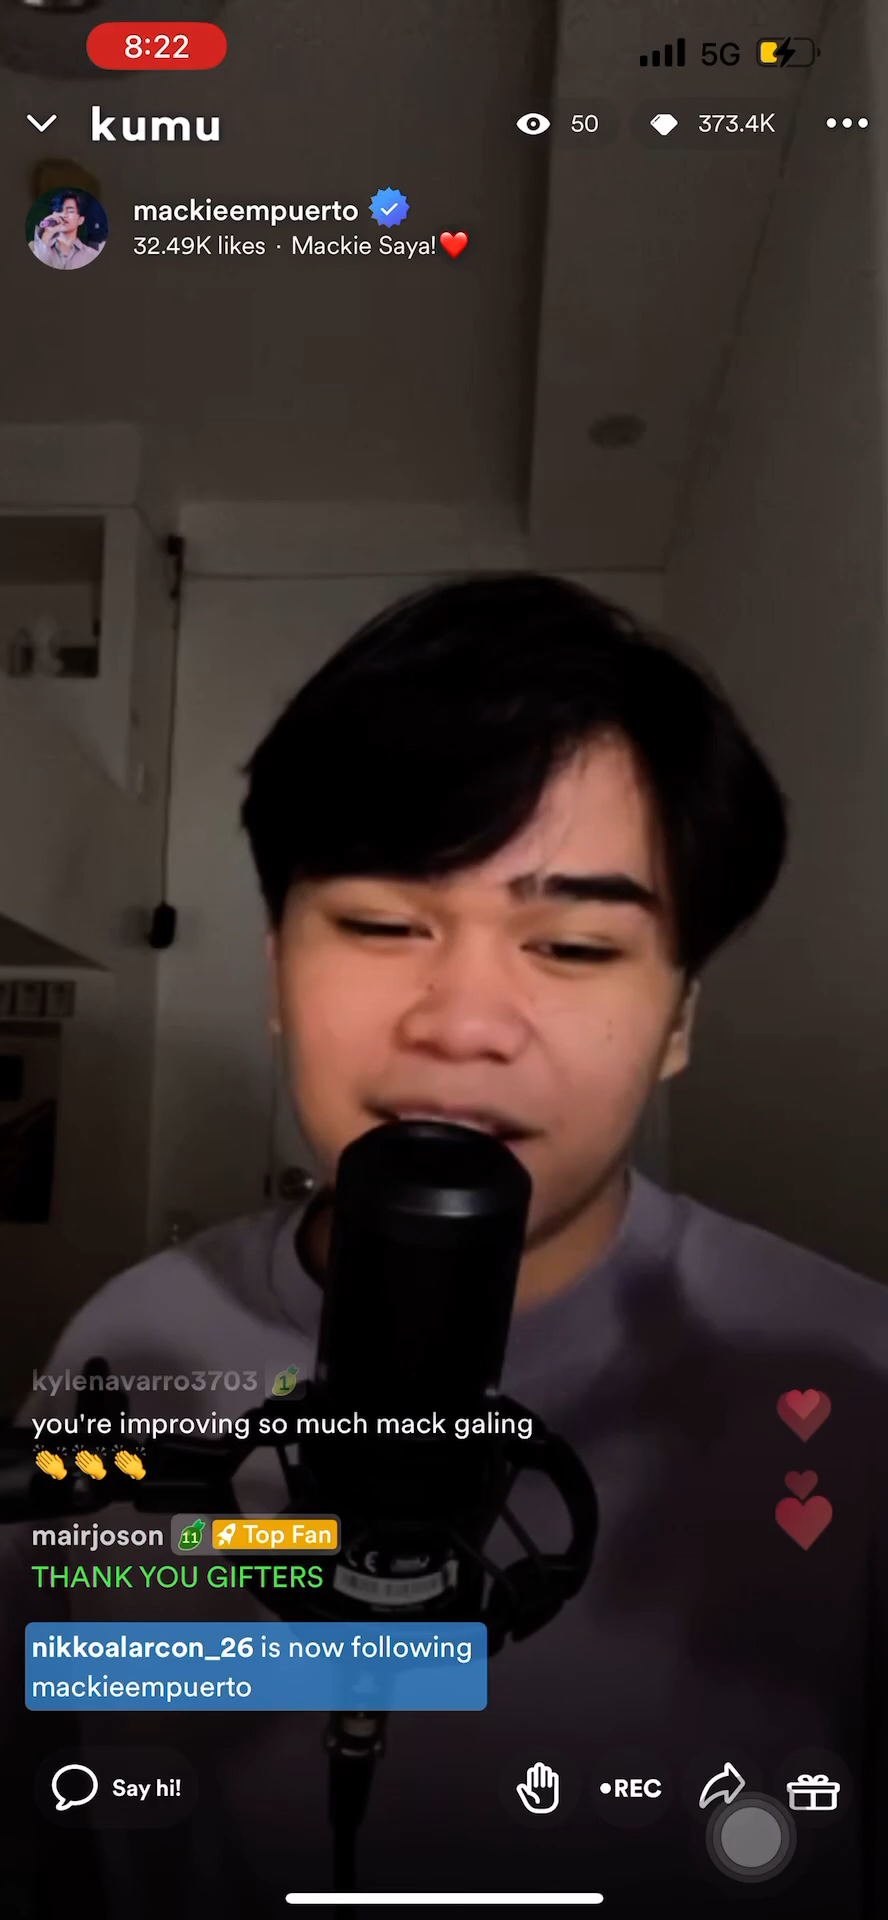 8:22
5G
kumu
50
373.4K
mackieempuerto
32.49K likes · Mackie Saya!❤️
kylenavarro3703 1
you're improving so much mack galing
👏👏👏
mairjoson 11 Top Fan
THANK YOU GIFTERS
nikkoalarcon_26 is now following
mackieempuerto
Say hi!
•REC